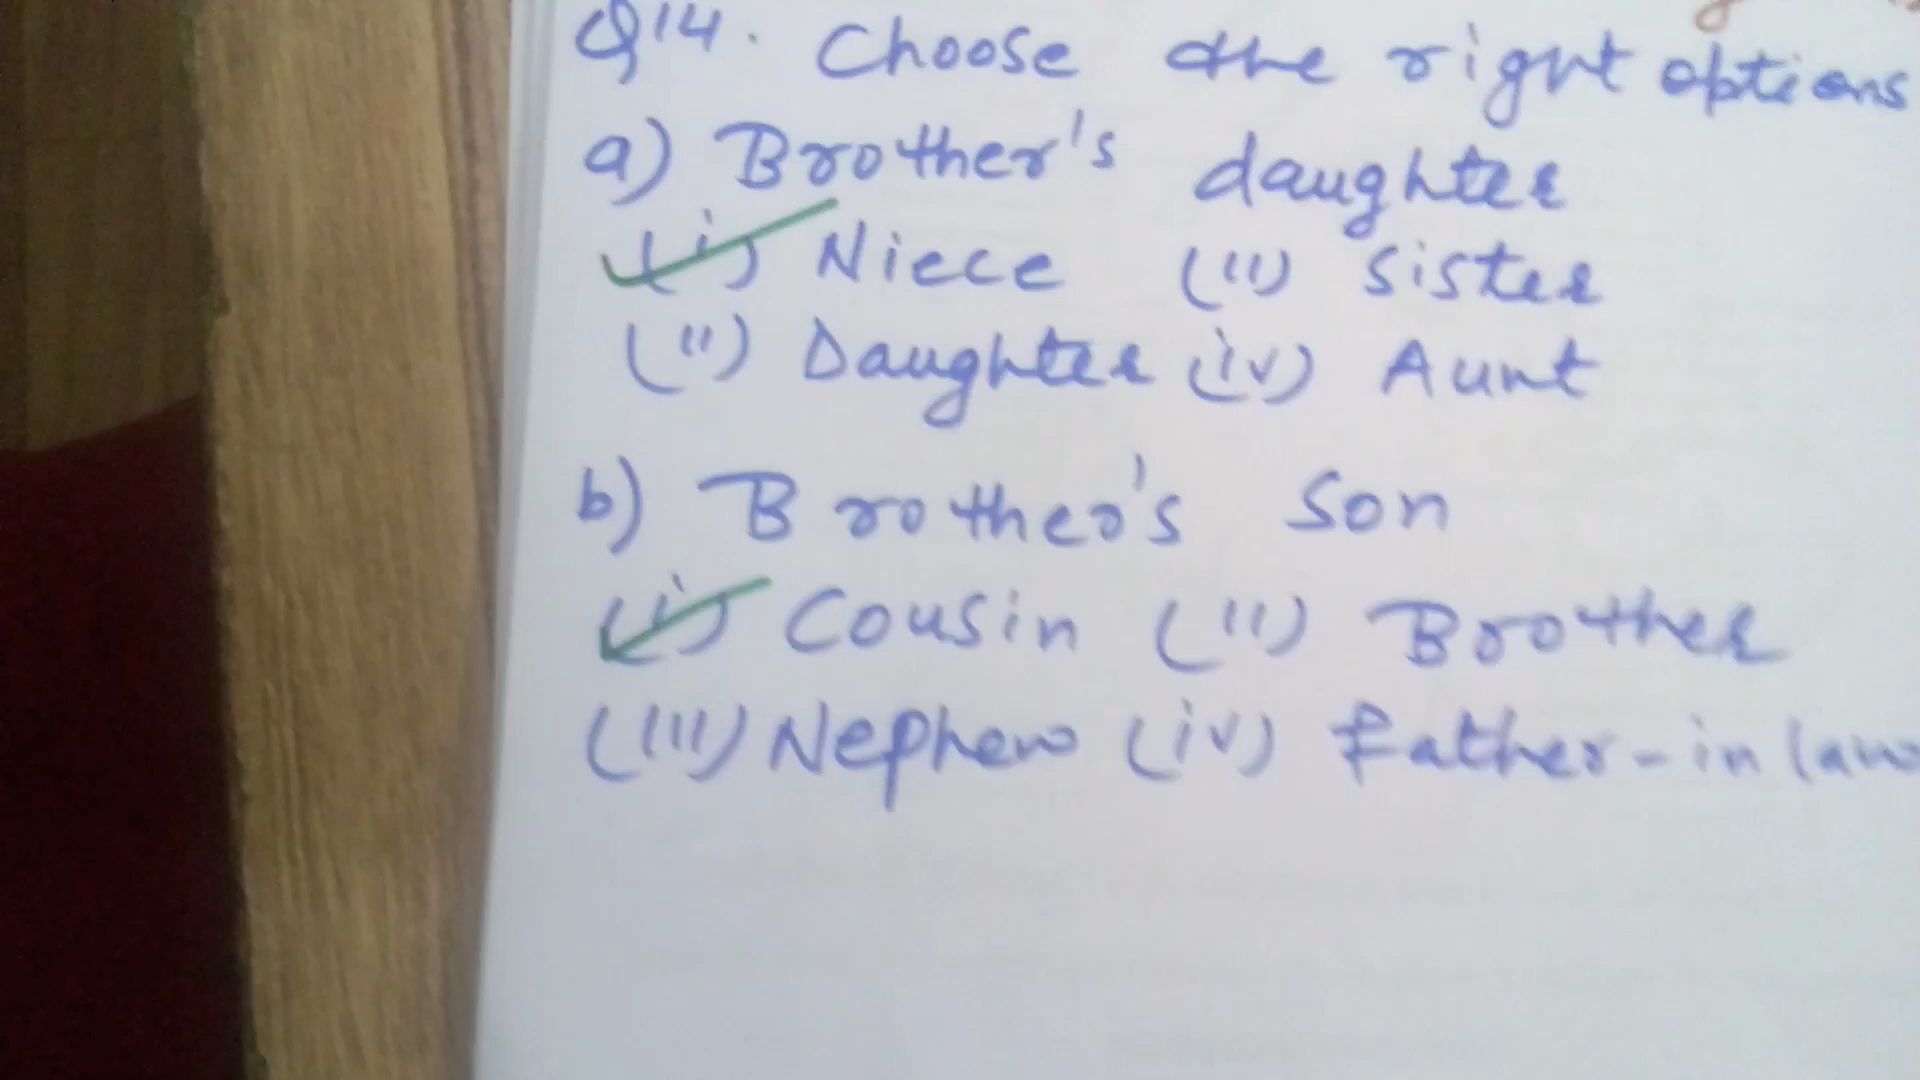 Q14. Choose the right options
a) Brother's daughter
(i) Niece (ii) Sister
(ii) Daughter (iv) Aunt
b) Brother's Son
(i) Cousin (ii) Brother
(iii) Nephew (iv) Father-in law